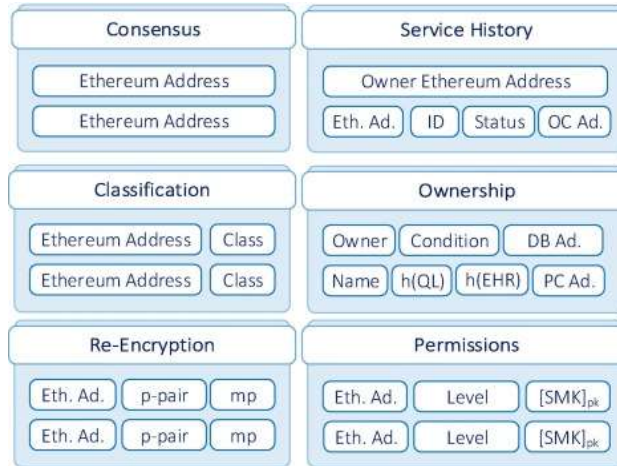 Consensus
Ethereum Address
Ethereum Address
Service History
Owner Ethereum Address
Eth. Ad. ID Status OC Ad.
Classification
Ethereum Address Class
Ethereum Address Class
Ownership
Owner Condition DB Ad.
Name h(QL) h(EHR) PC Ad.
Re-Encryption
Eth. Ad. p-pair mp
Eth. Ad. p-pair mp
Permissions
Eth. Ad. Level [SMK]pk
Eth. Ad. Level [SMK]pk